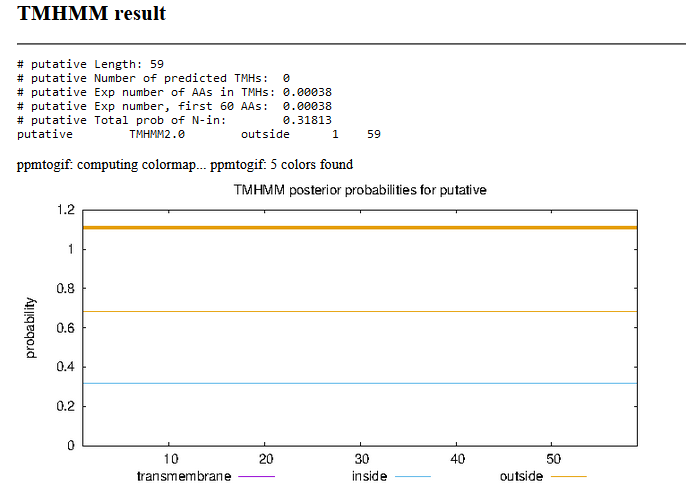 TMHMM result
# putative Length: 59
# putative Number of predicted TMHs: 0
# putative Exp number of AAs in TMHs: 0.00038
# putative Exp number, first 60 AAs: 0.00038
# putative Total prob of N-in: 0.31813
putative TMHMM2.0 outside 1 59
ppmtogif: computing colormap... ppmtogif: 5 colors found
TMHMM posterior probabilities for putative
1.2
1
0.8
0.6
0.4
0.2
0
probability
10 20 30 40 50
transmembrane inside outside